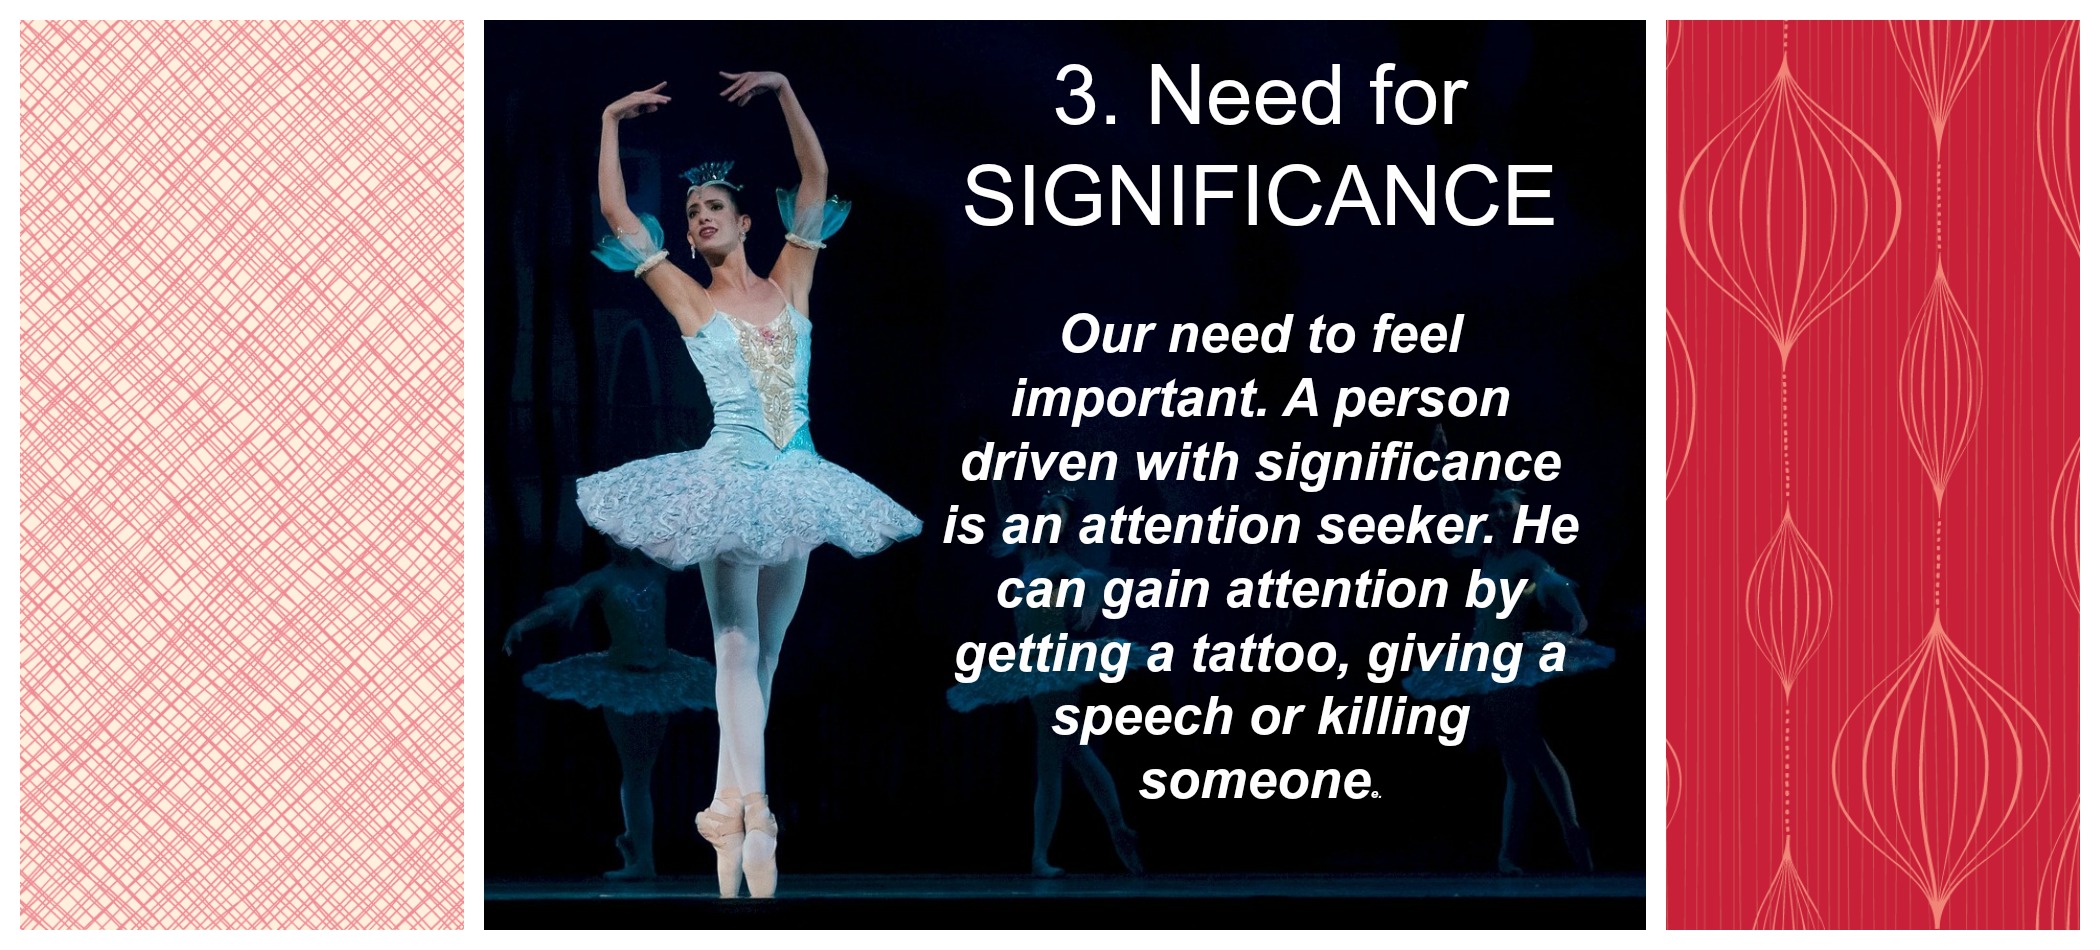 3. Need for
SIGNIFICANCE
Our need to feel
important. A person
driven with significance
is an attention seeker. He
can gain attention by
getting a tattoo, giving a
speech or killing
someonee.